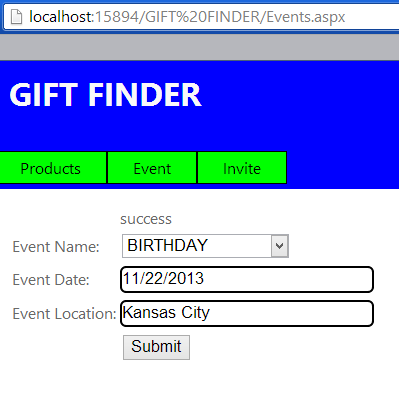 localhost:15894/GIFT%20FINDER/Events.aspx
GIFT FINDER
Products Event Invite
success
Event Name: BIRTHDAY
Event Date: 11/22/2013
Event Location: Kansas City
Submit